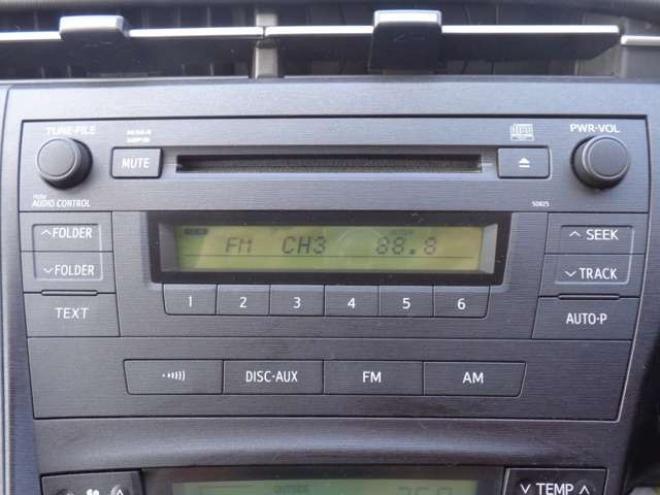 TUNE·FILE
PWR·VOL
MUTE
AUDIO CONTROL
50825
∧FOLDER
FM CH3 88.8
∧ SEEK
∨FOLDER
∨TRACK
1 2 3 4 5 6
TEXT
AUTO·P
DISC·AUX
FM
AM
∨ TEMP ∧